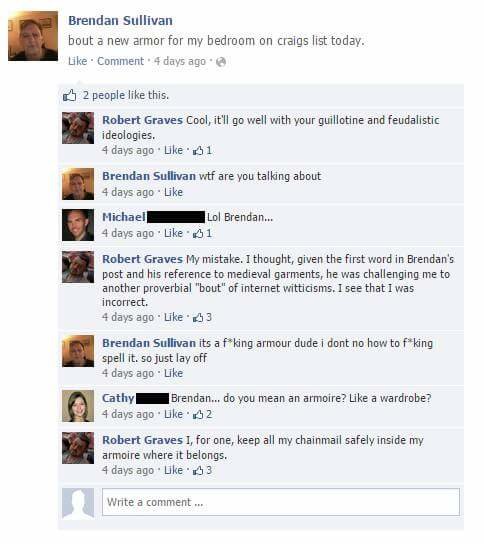 Brendan Sullivan
bout a new armor for my bedroom on craigs list today.
Like · Comment · 4 days ago ·
2 people like this.
Robert Graves Cool, it'll go well with your guillotine and feudalistic
ideologies.
4 days ago · Like · 1
Brendan Sullivan wtf are you talking about
4 days ago · Like
Michael Lol Brendan...
4 days ago · Like · 1
Robert Graves My mistake. I thought, given the first word in Brendan's
post and his reference to medieval garments, he was challenging me to
another proverbial "bout" of internet witticisms. I see that I was
incorrect.
4 days ago · Like · 3
Brendan Sullivan its a f*king armour dude i dont no how to f*king
spell it. so just lay off
4 days ago · Like
Cathy Brendan... do you mean an armoire? Like a wardrobe?
4 days ago · Like · 2
Robert Graves I, for one, keep all my chainmail safely inside my
armoire where it belongs.
4 days ago · Like · 3
Write a comment ...